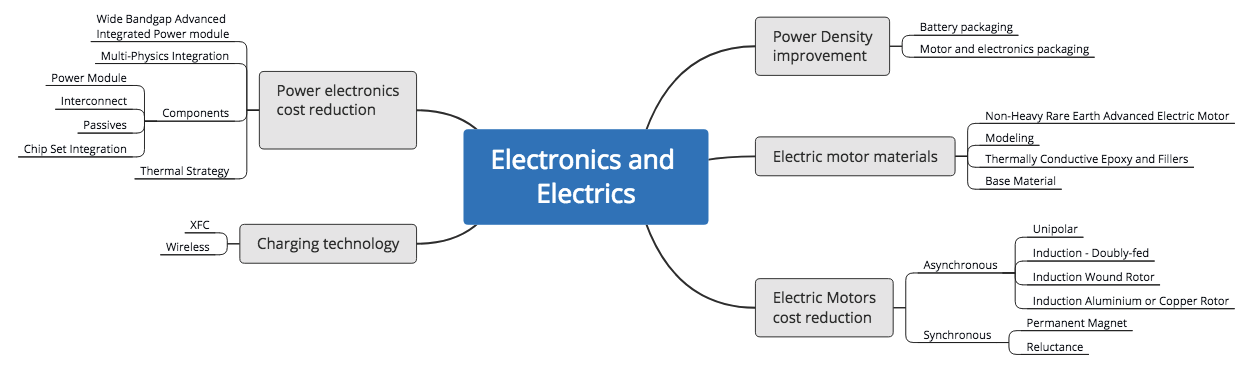 Wide Bandgap Advanced
Integrated Power module
Multi-Physics Integration
Power Module
Interconnect
Passives
Chip Set Integration
Components
Thermal Strategy
Power electronics
cost reduction
XFC
Wireless
Charging technology
Electronics and
Electrics
Power Density
improvement
Battery packaging
Motor and electronics packaging
Electric motor materials
Non-Heavy Rare Earth Advanced Electric Motor
Modeling
Thermally Conductive Epoxy and Fillers
Base Material
Electric Motors
cost reduction
Asynchronous
Unipolar
Induction - Doubly-fed
Induction Wound Rotor
Induction Aluminium or Copper Rotor
Synchronous
Permanent Magnet
Reluctance